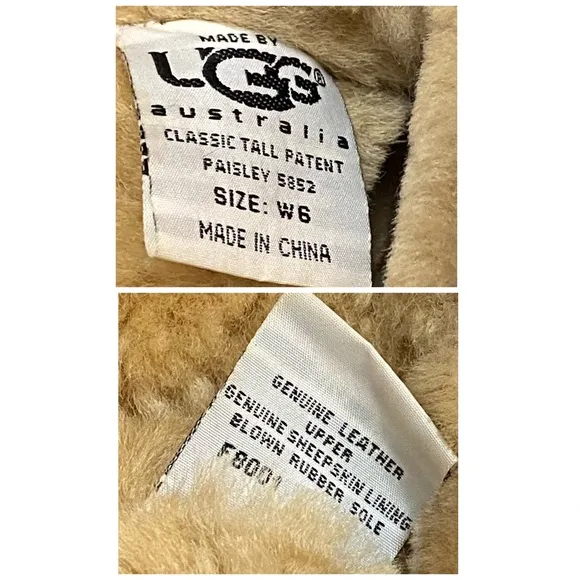 MADE BY
UGG®
australia
CLASSIC TALL PATENT
PAISLEY 5852
SIZE: W6
MADE IN CHINA
GENUINE LEATHER
UPPER
GENUINE SHEEPSKIN LINING
BLOWN RUBBER SOLE